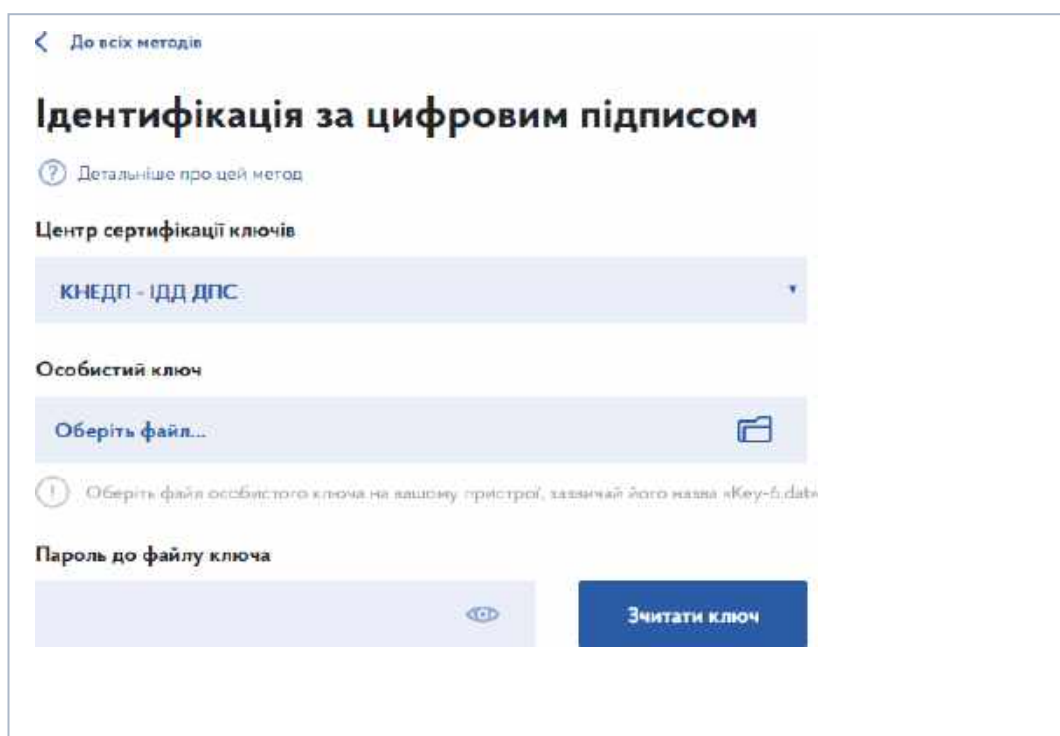 До всіх методів
Ідентифікація за цифровим підписом
? Детальніше про цей метод
Центр сертифікації ключів
КНЕДП - ІДД ДПС
Особистий ключ
Оберіть файл...
! Оберіть файл особистого ключа на вашому пристрої, зазвичай його назва «Key-6.dat»
Пароль до файлу ключа
Зчитати ключ